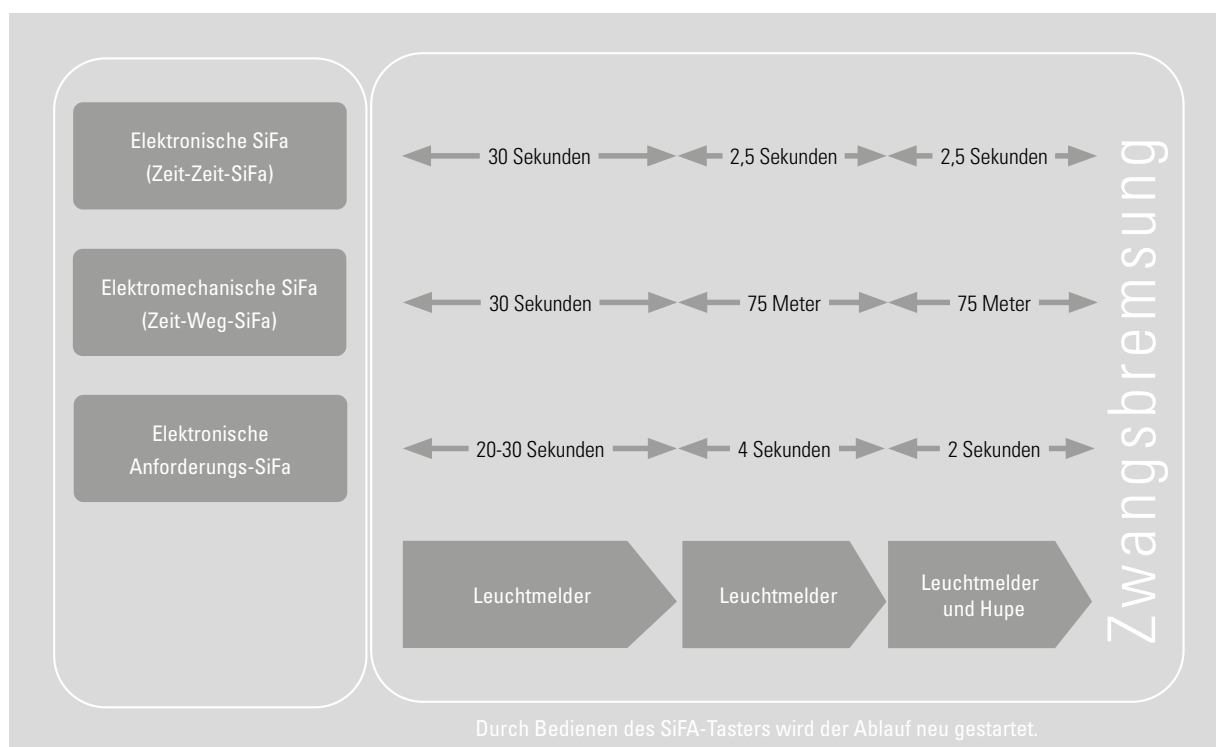 Elektronische SiFa
(Zeit-Zeit-SiFa)
30 Sekunden
2,5 Sekunden
2,5 Sekunden
Elektromechanische SiFa
(Zeit-Weg-SiFa)
30 Sekunden
75 Meter
75 Meter
Elektronische
Anforderungs-SiFa
20-30 Sekunden
4 Sekunden
2 Sekunden
Leuchtmelder
Leuchtmelder
Leuchtmelder
und Hupe
Zwangsbremsung
Durch Bedienen des SiFA-Tasters wird der Ablauf neu gestartet.